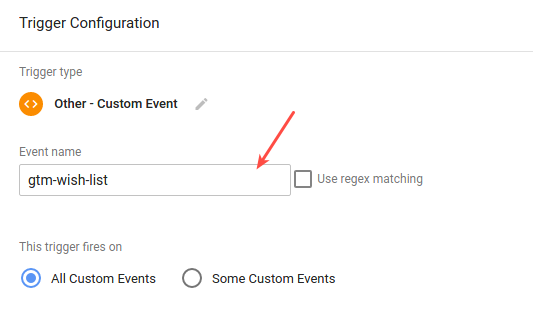 Trigger Configuration
Trigger type
Other - Custom Event
Event name
gtm-wish-list
Use regex matching
This trigger fires on
All Custom Events
Some Custom Events